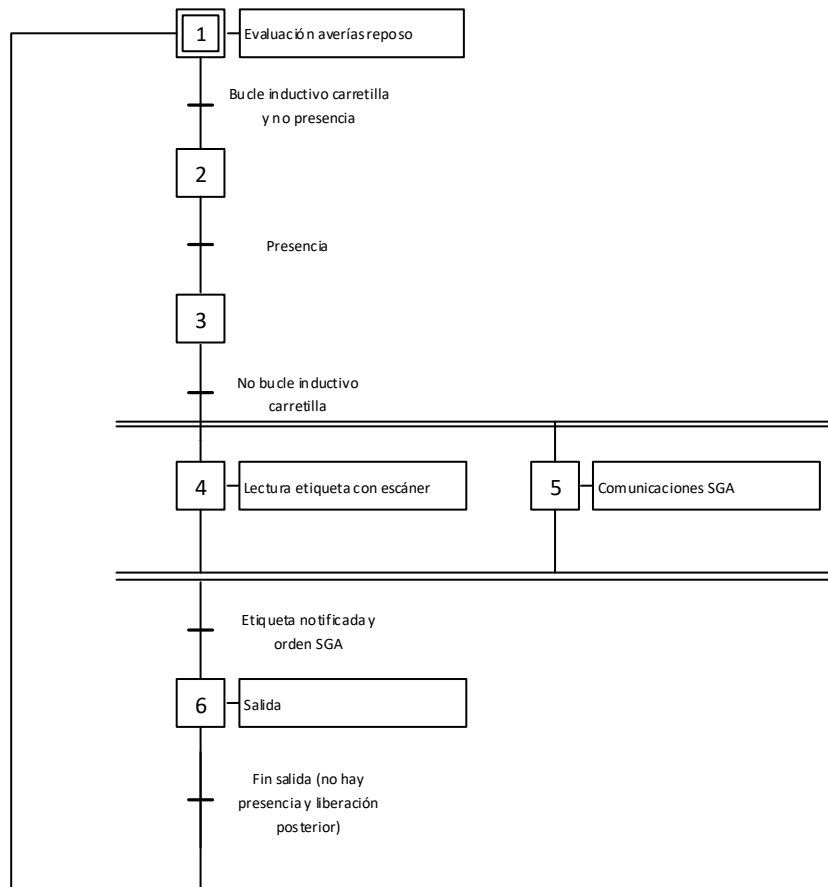 1
Evaluación averías reposo
Bucle inductivo carretilla
y no presencia
2
Presencia
3
No bucle inductivo
carretilla
4
Lectura etiqueta con escáner
5
Comunicaciones SGA
Etiqueta notificada y
orden SGA
6
Salida
Fin salida (no hay
presencia y liberación
posterior)